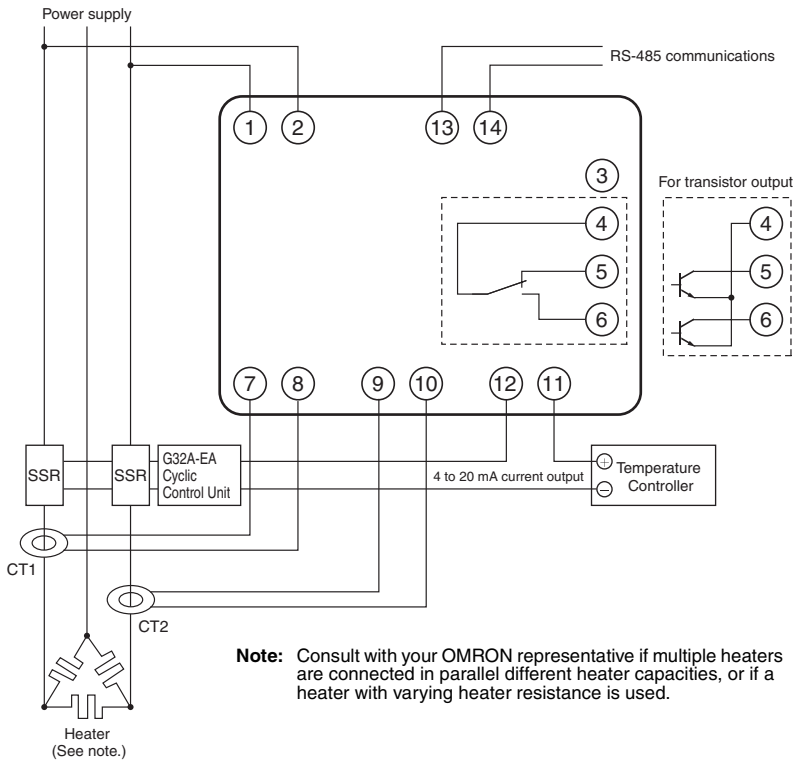 Power supply
RS-485 communications
1 2 13 14
3
For transistor output
4
5
6
4
5
6
7 8 9 10 12 11
SSR
SSR
G32A-EA
Cyclic
Control Unit
4 to 20 mA current output
+
−
Temperature
Controller
CT1
CT2
Note: Consult with your OMRON representative if multiple heaters
are connected in parallel different heater capacities, or if a
heater with varying heater resistance is used.
Heater
(See note.)